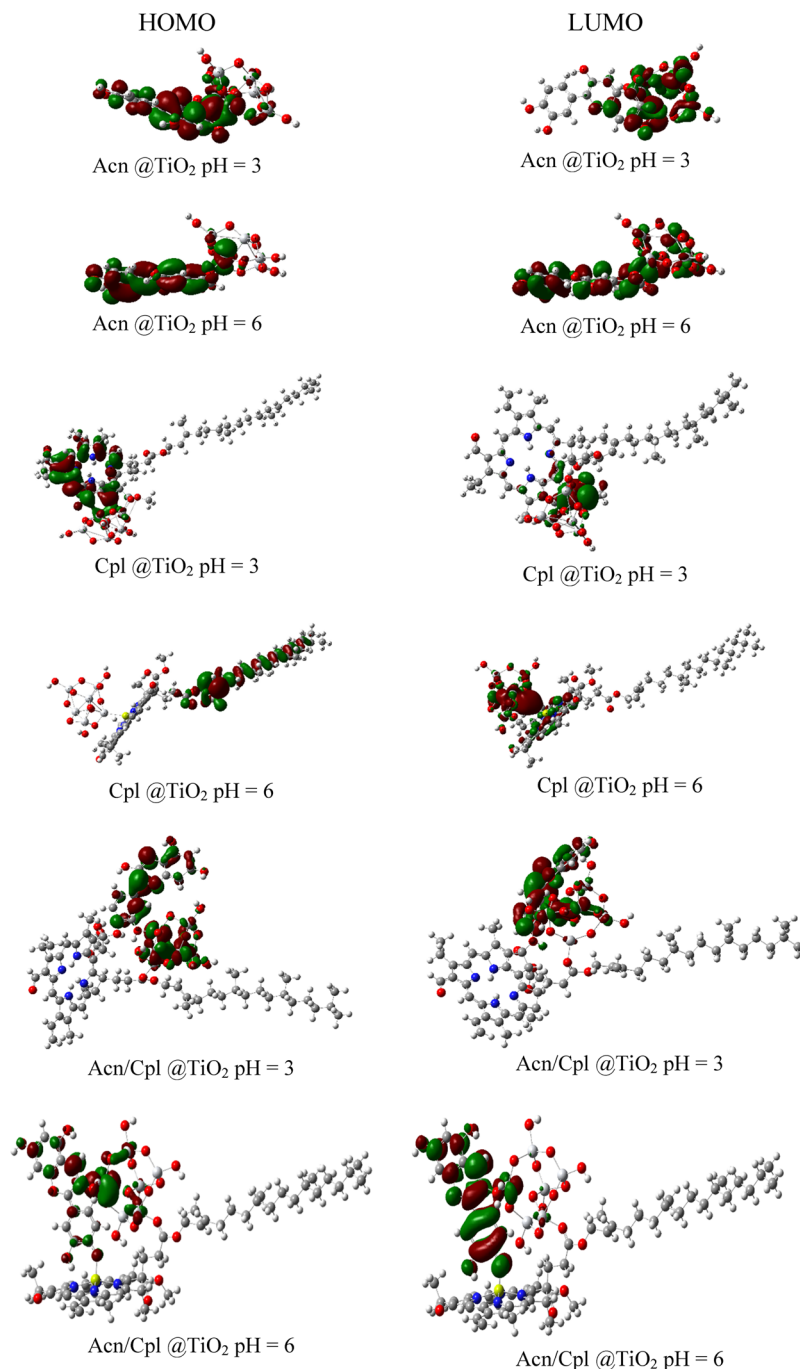 HOMO
LUMO
Acn @TiO₂ pH = 3
Acn @TiO₂ pH = 3
Acn @TiO₂ pH = 6
Acn @TiO₂ pH = 6
Cpl @TiO₂ pH = 3
Cpl @TiO₂ pH = 3
Cpl @TiO₂ pH = 6
Cpl @TiO₂ pH = 6
Acn/Cpl @TiO₂ pH = 3
Acn/Cpl @TiO₂ pH = 3
Acn/Cpl @TiO₂ pH = 6
Acn/Cpl @TiO₂ pH = 6